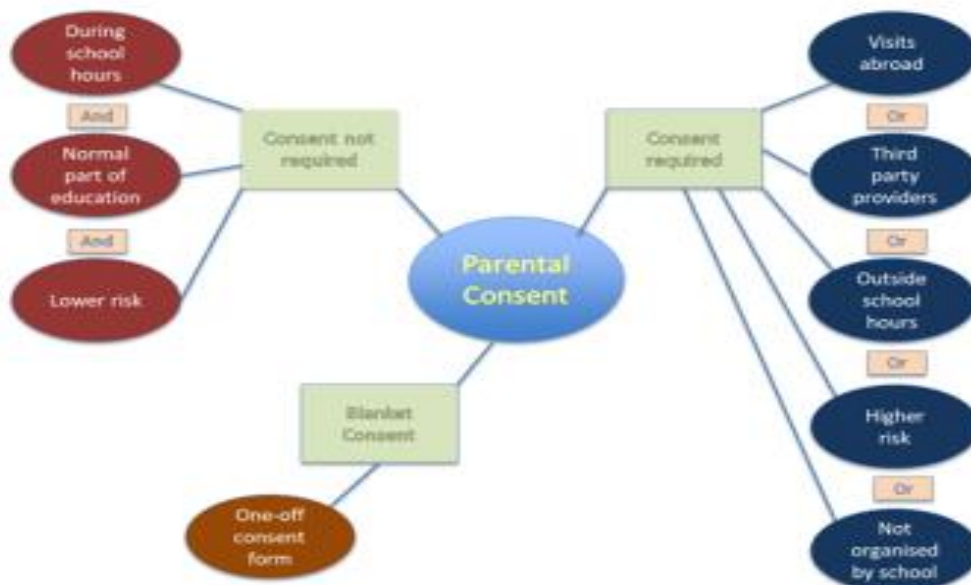 During
school
hours
And
Normal
part of
education
And
Lower risk
Consent not
required
Parental
Consent
Blanket
Consent
One-off
consent
form
Consent
required
Visits
abroad
Or
Third
party
providers
Or
Outside
school
hours
Or
Higher
risk
Or
Not
organised
by school